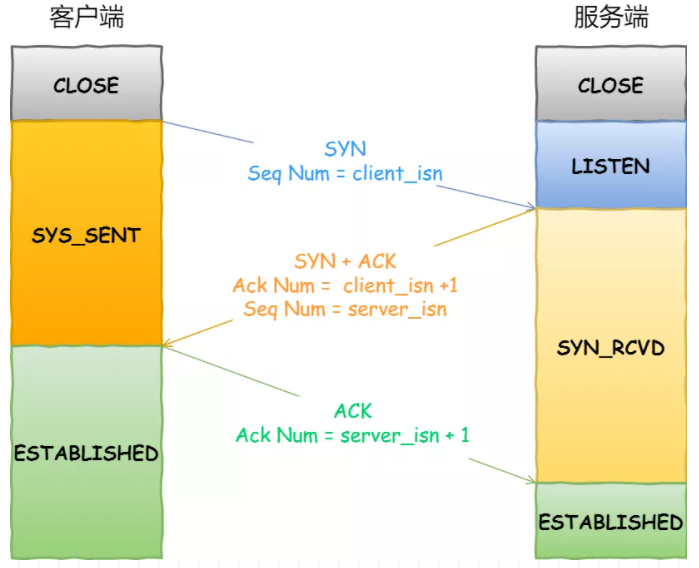 客户端
服务端
CLOSE
CLOSE
SYN
Seq Num = client_isn
LISTEN
SYS_SENT
SYN + ACK
Ack Num = client_isn +1
Seq Num = server_isn
SYN_RCVD
ACK
Ack Num = server_isn + 1
ESTABLISHED
ESTABLISHED